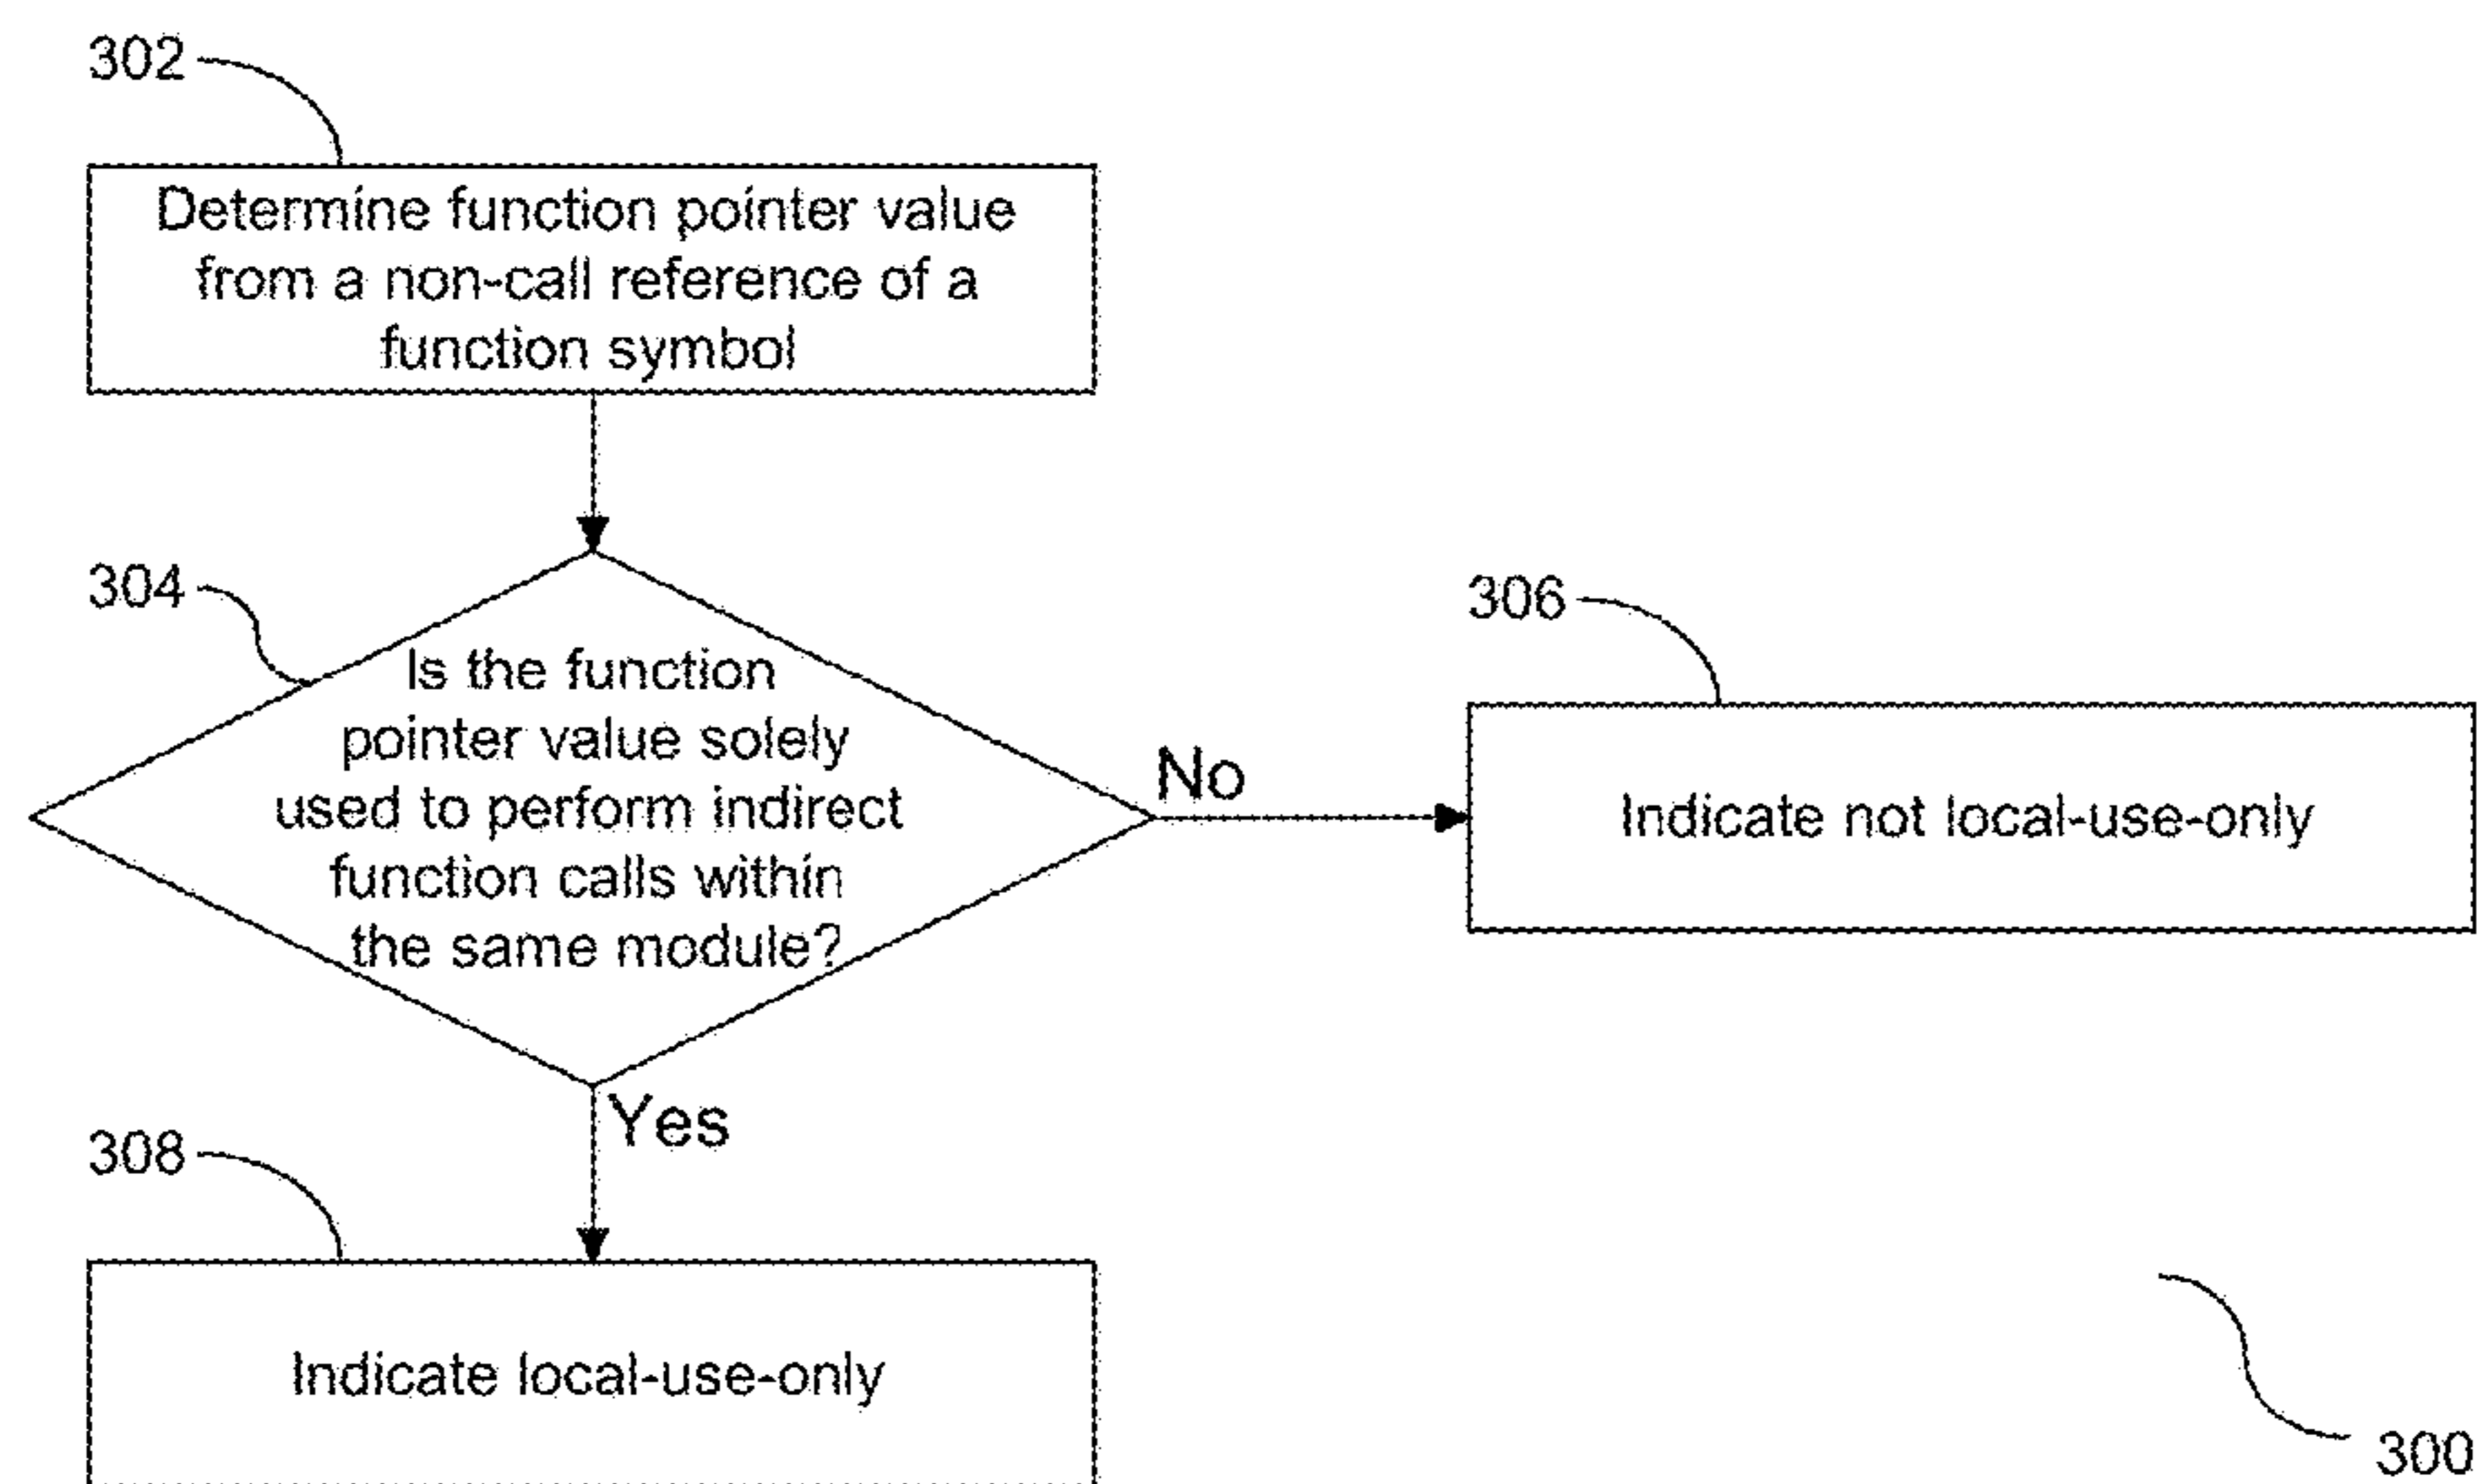 302
Determine function pointer value
from a non-call reference of a
function symbol
304
Is the function
pointer value solely
used to perform indirect
function calls within
the same module?
No
306
Indicate not local-use-only
Yes
308
Indicate local-use-only
300